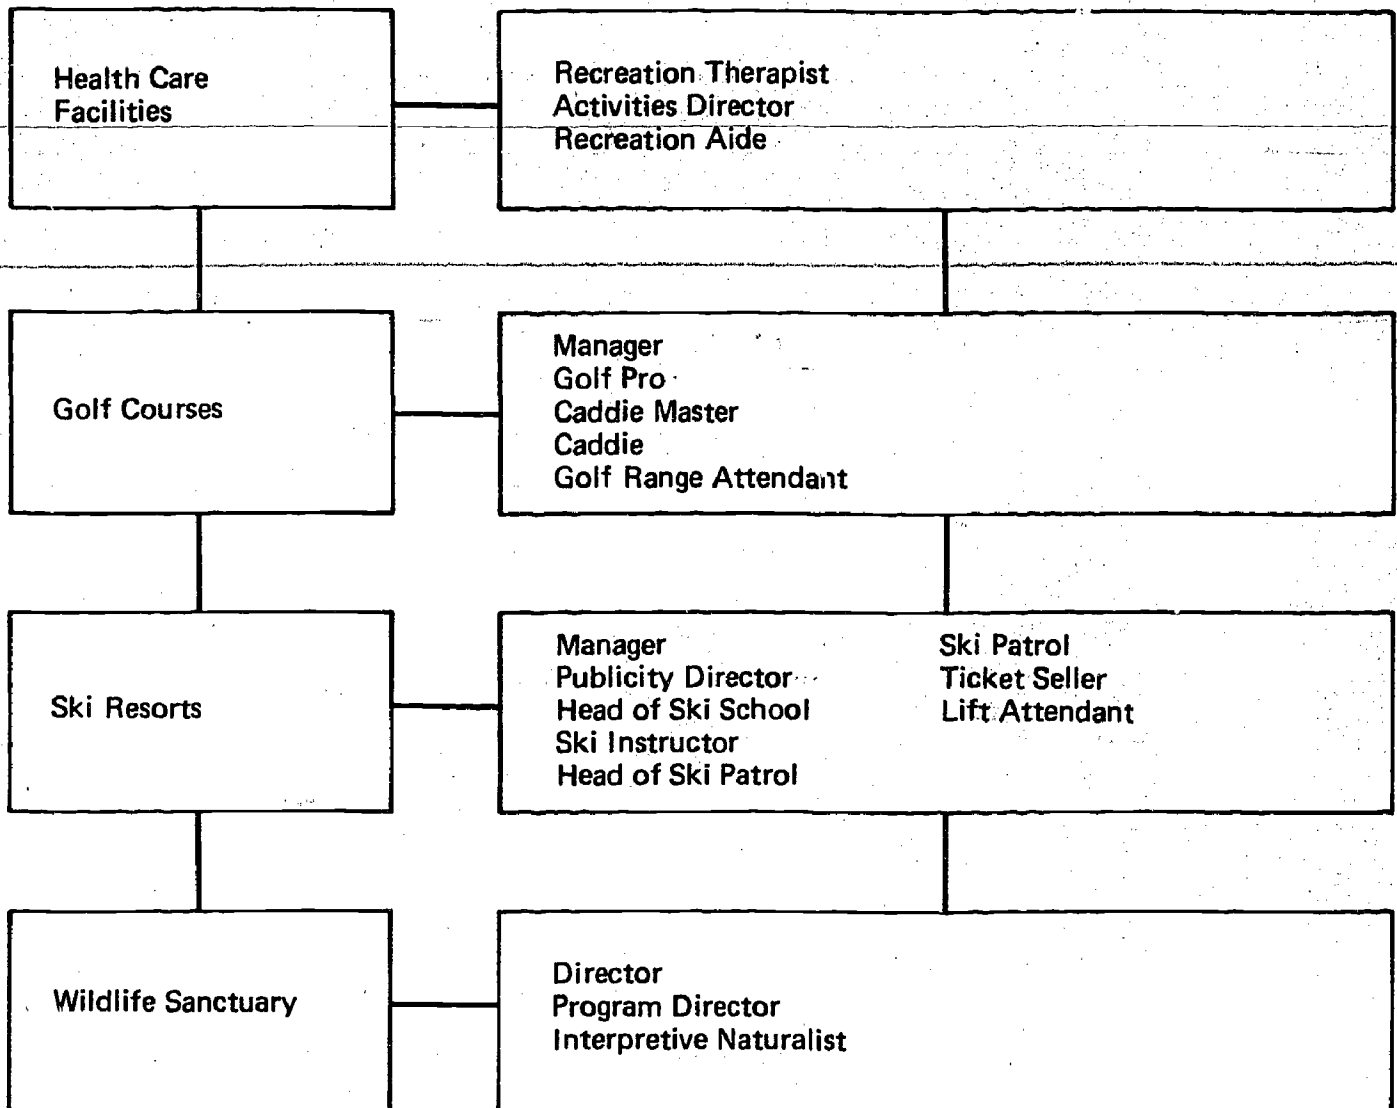 Health Care
Facilities
Recreation Therapist
Activities Director
Recreation Aide
Golf Courses
Manager
Golf Pro
Caddie Master
Caddie
Golf Range Attendant
Ski Resorts
Manager
Publicity Director
Head of Ski School
Ski Instructor
Head of Ski Patrol
Ski Patrol
Ticket Seller
Lift Attendant
Wildlife Sanctuary
Director
Program Director
Interpretive Naturalist